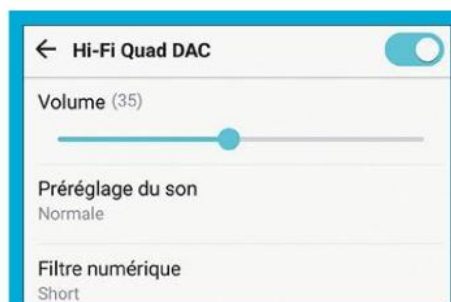 ← Hi-Fi Quad DAC
Volume (35)
Préréglage du son
Normale
Filtre numérique
Short